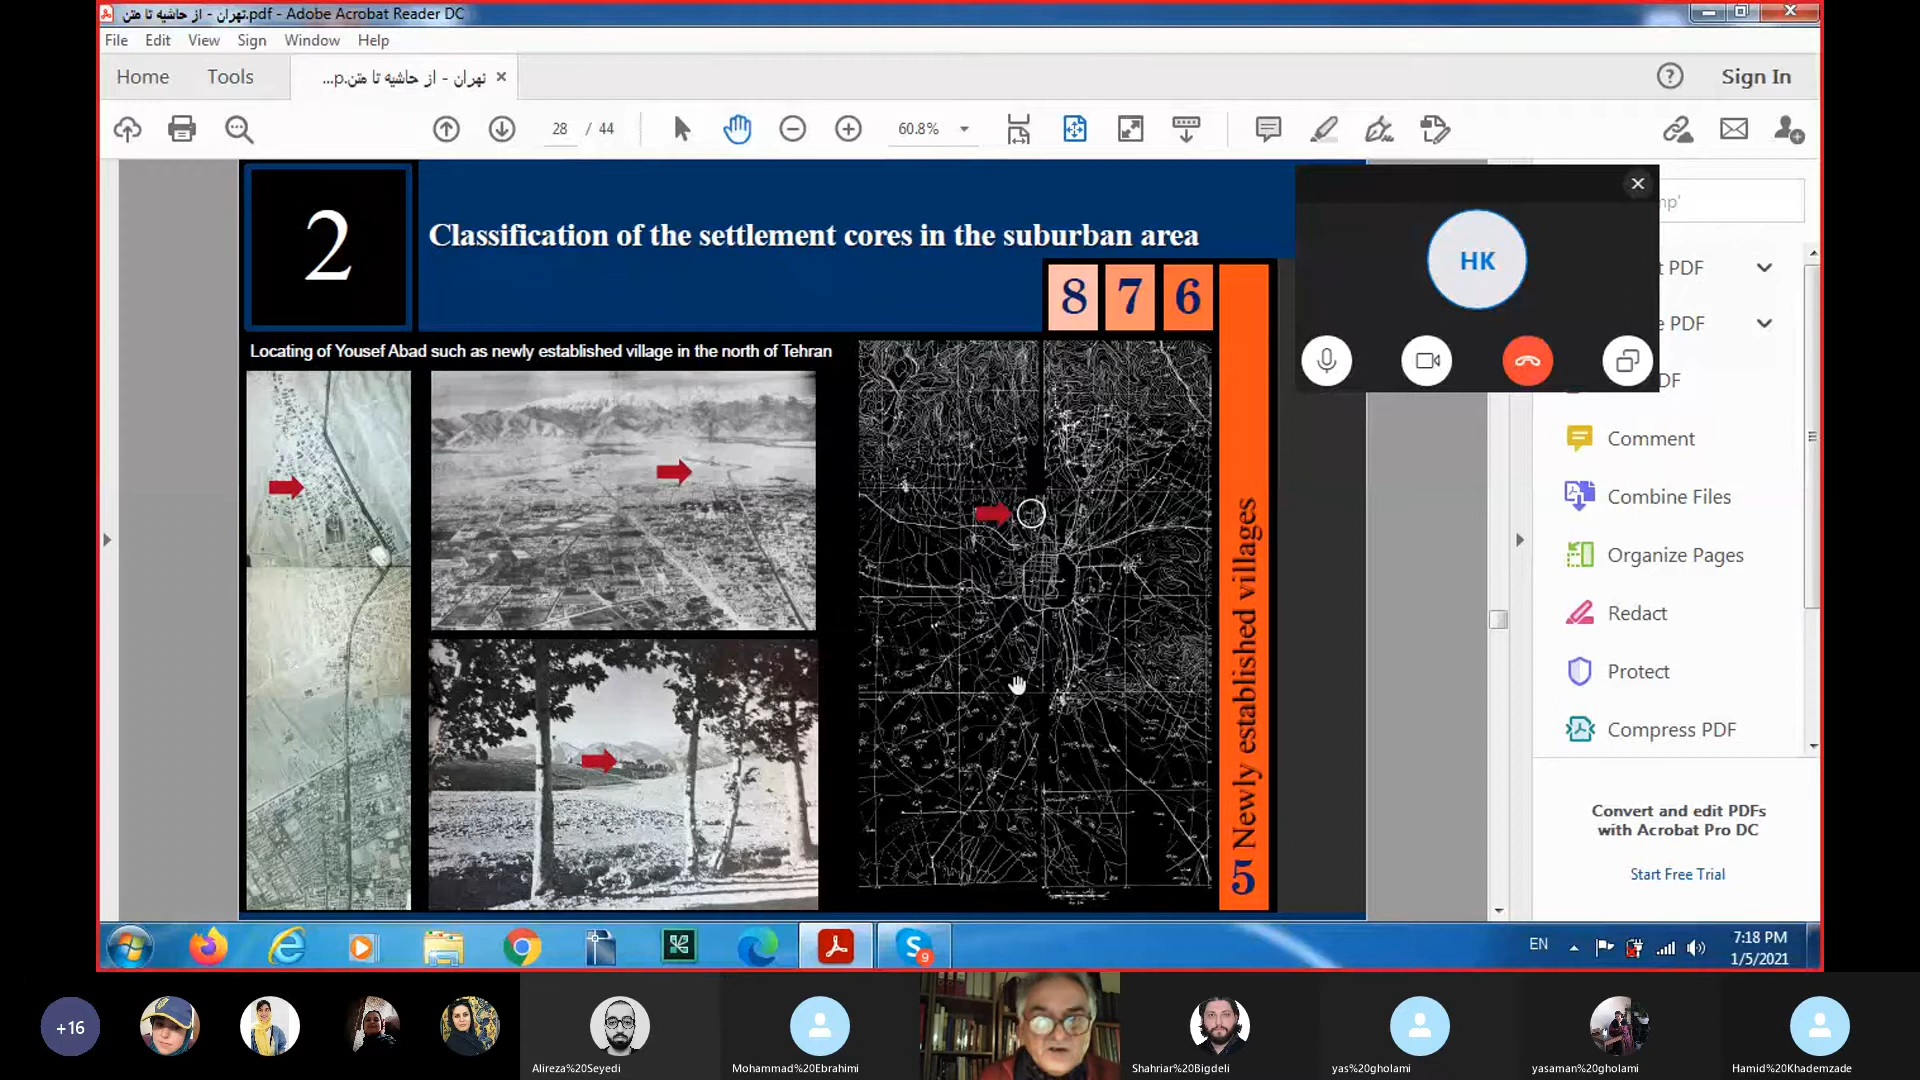 تهران - از حاشیه تا متن.pdf - Adobe Acrobat Reader DC
File Edit View Sign Window Help
Home Tools تهران - از حاشیه تا متن.p... Sign In
28 / 44 60.8%
2
Classification of the settlement cores in the suburban area
8 7 6
Locating of Yousef Abad such as newly established village in the north of Tehran
5 Newly established villages
HK
mp'
t PDF
e PDF
DF
Comment
Combine Files
Organize Pages
Redact
Protect
Compress PDF
Convert and edit PDFs
with Acrobat Pro DC
Start Free Trial
9
EN
7:18 PM
1/5/2021
+16
Alireza%20Seyedi
Mohammad%20Ebrahimi
Shahriar%20Bigdeli
yas%20gholami
yasaman%20gholami
Hamid%20Khademzade